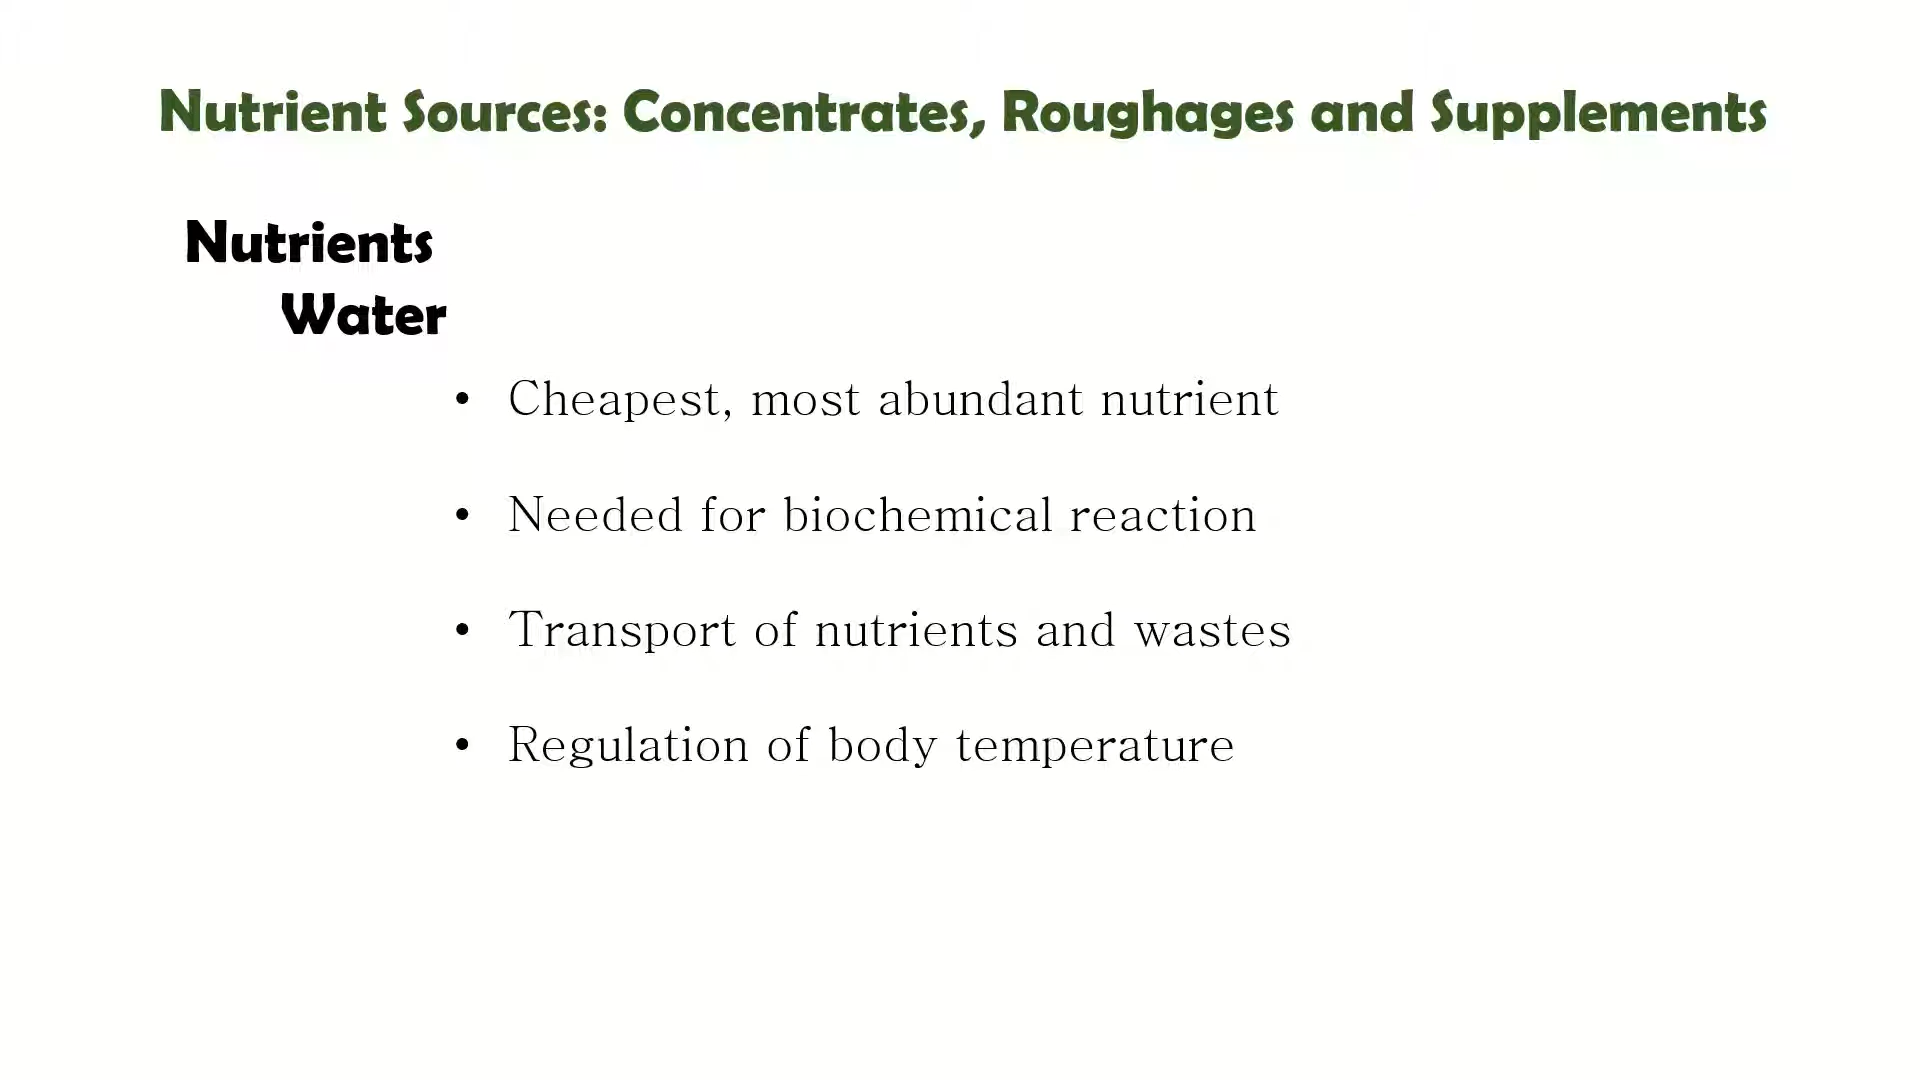 Nutrient Sources: Concentrates, Roughages and Supplements
Nutrients
Water
• Cheapest, most abundant nutrient
• Needed for biochemical reaction
• Transport of nutrients and wastes
• Regulation of body temperature